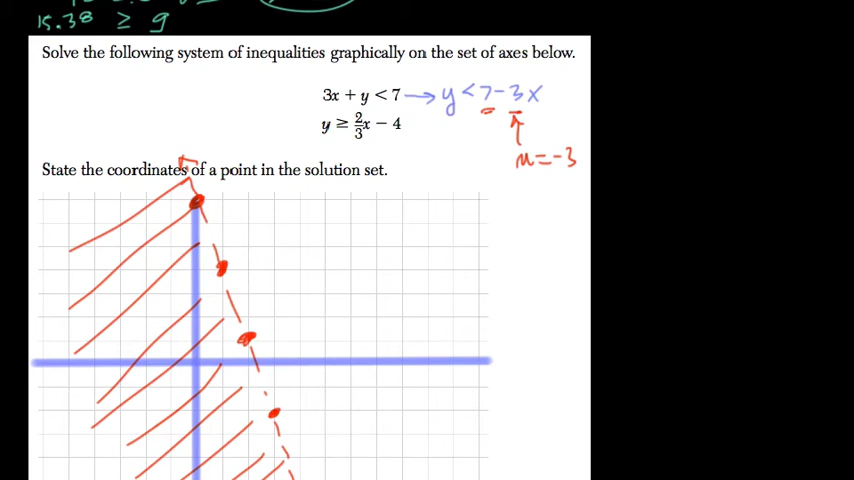 15.38 ≥ 9
Solve the following system of inequalities graphically on the set of axes below.
3x + y < 7 → y < 7 - 3x
y ≥ 2/3 x − 4
m = -3
State the coordinates of a point in the solution set.